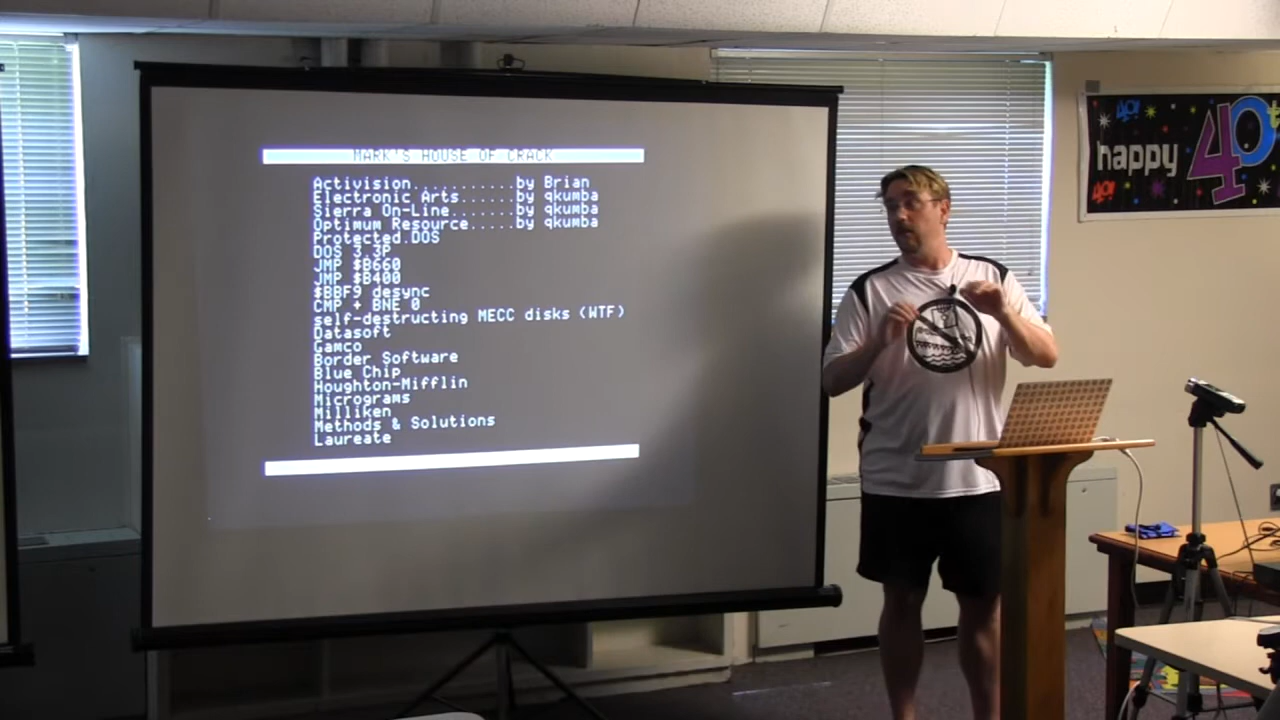 MARK'S HOUSE OF CRACK
Activision...........by Brian
Electronic Arts......by qkumba
Sierra On-Line.......by qkumba
Optimum Resource.....by qkumba
Protected.DOS
DOS 3.3P
JMP $B660
JMP $B400
$BBF9 desync
CMP + BNE 0
self-destructing MECC disks (WTF)
Datasoft
Gamco
Border Software
Blue Chip
Houghton-Mifflin
Micrograms
Milliken
Methods & Solutions
Laureate
happy 40
40!
40!